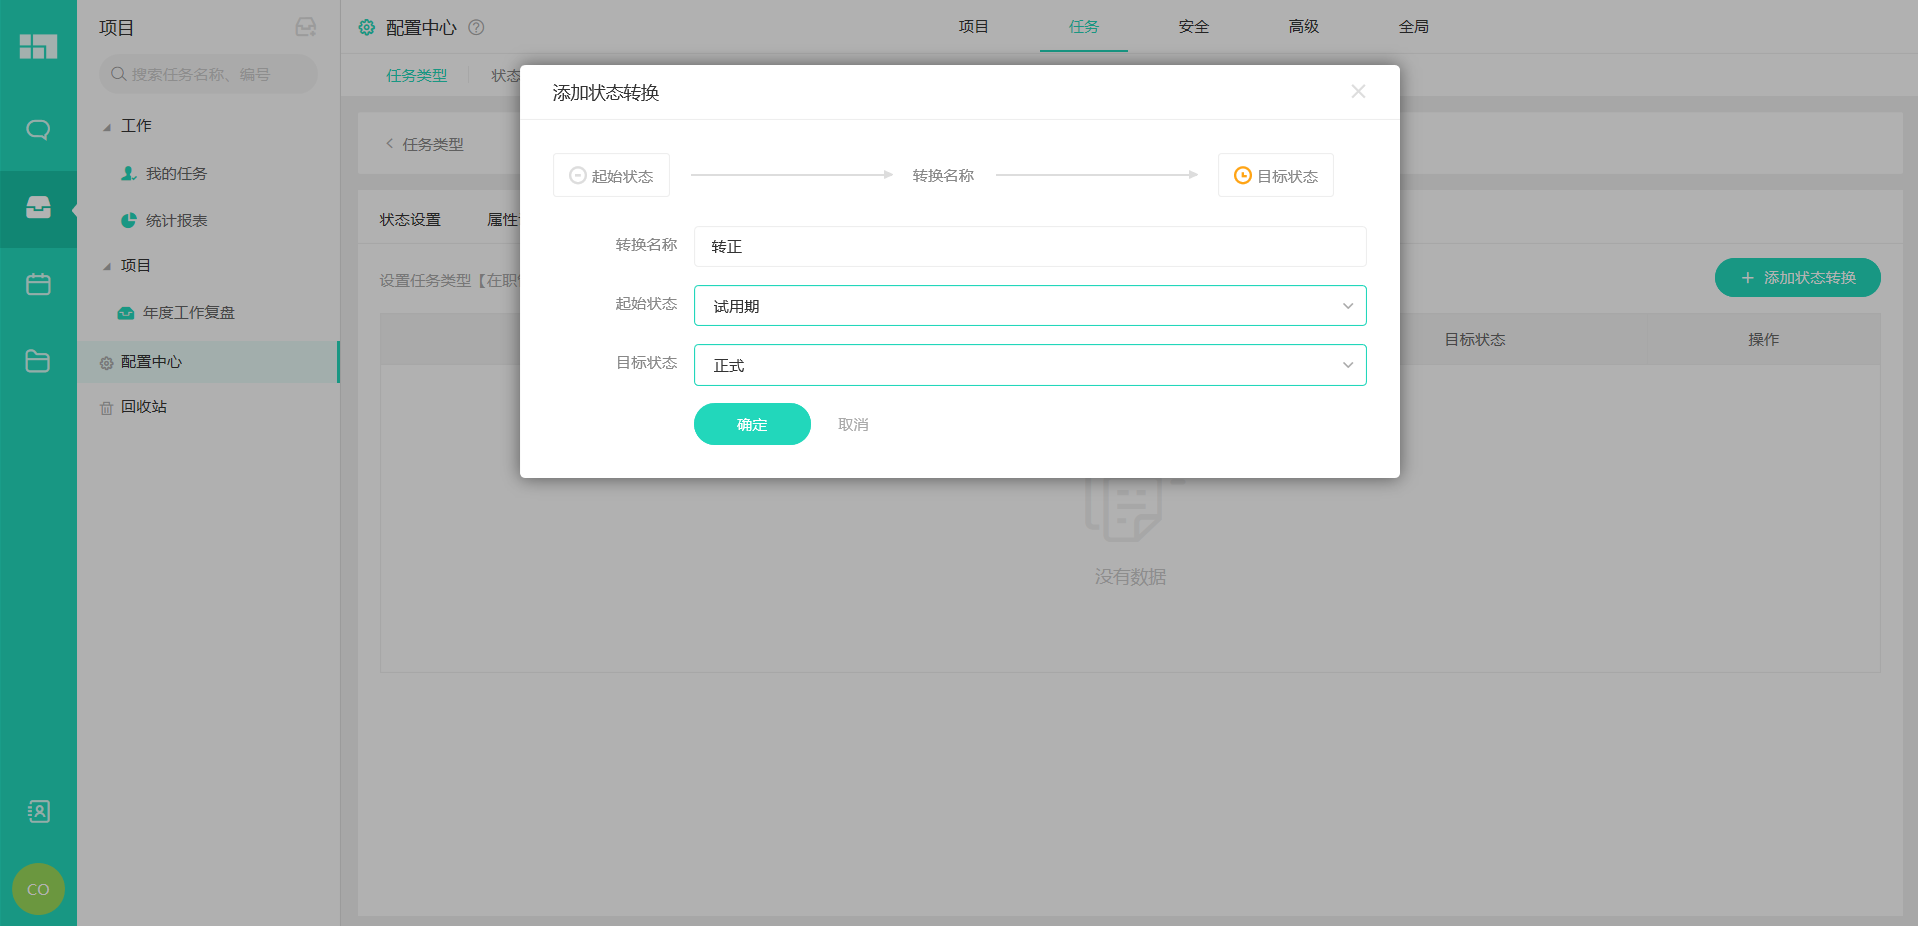 项目
搜索任务名称、编号
工作
我的任务
统计报表
项目
年度工作复盘
配置中心
回收站
CO
配置中心
项目
任务
安全
高级
全局
任务类型
状态
任务类型
状态设置
属性
设置任务类型【在职
添加状态转换
目标状态
操作
没有数据
添加状态转换
起始状态
转换名称
目标状态
转换名称
转正
起始状态
试用期
目标状态
正式
确定
取消